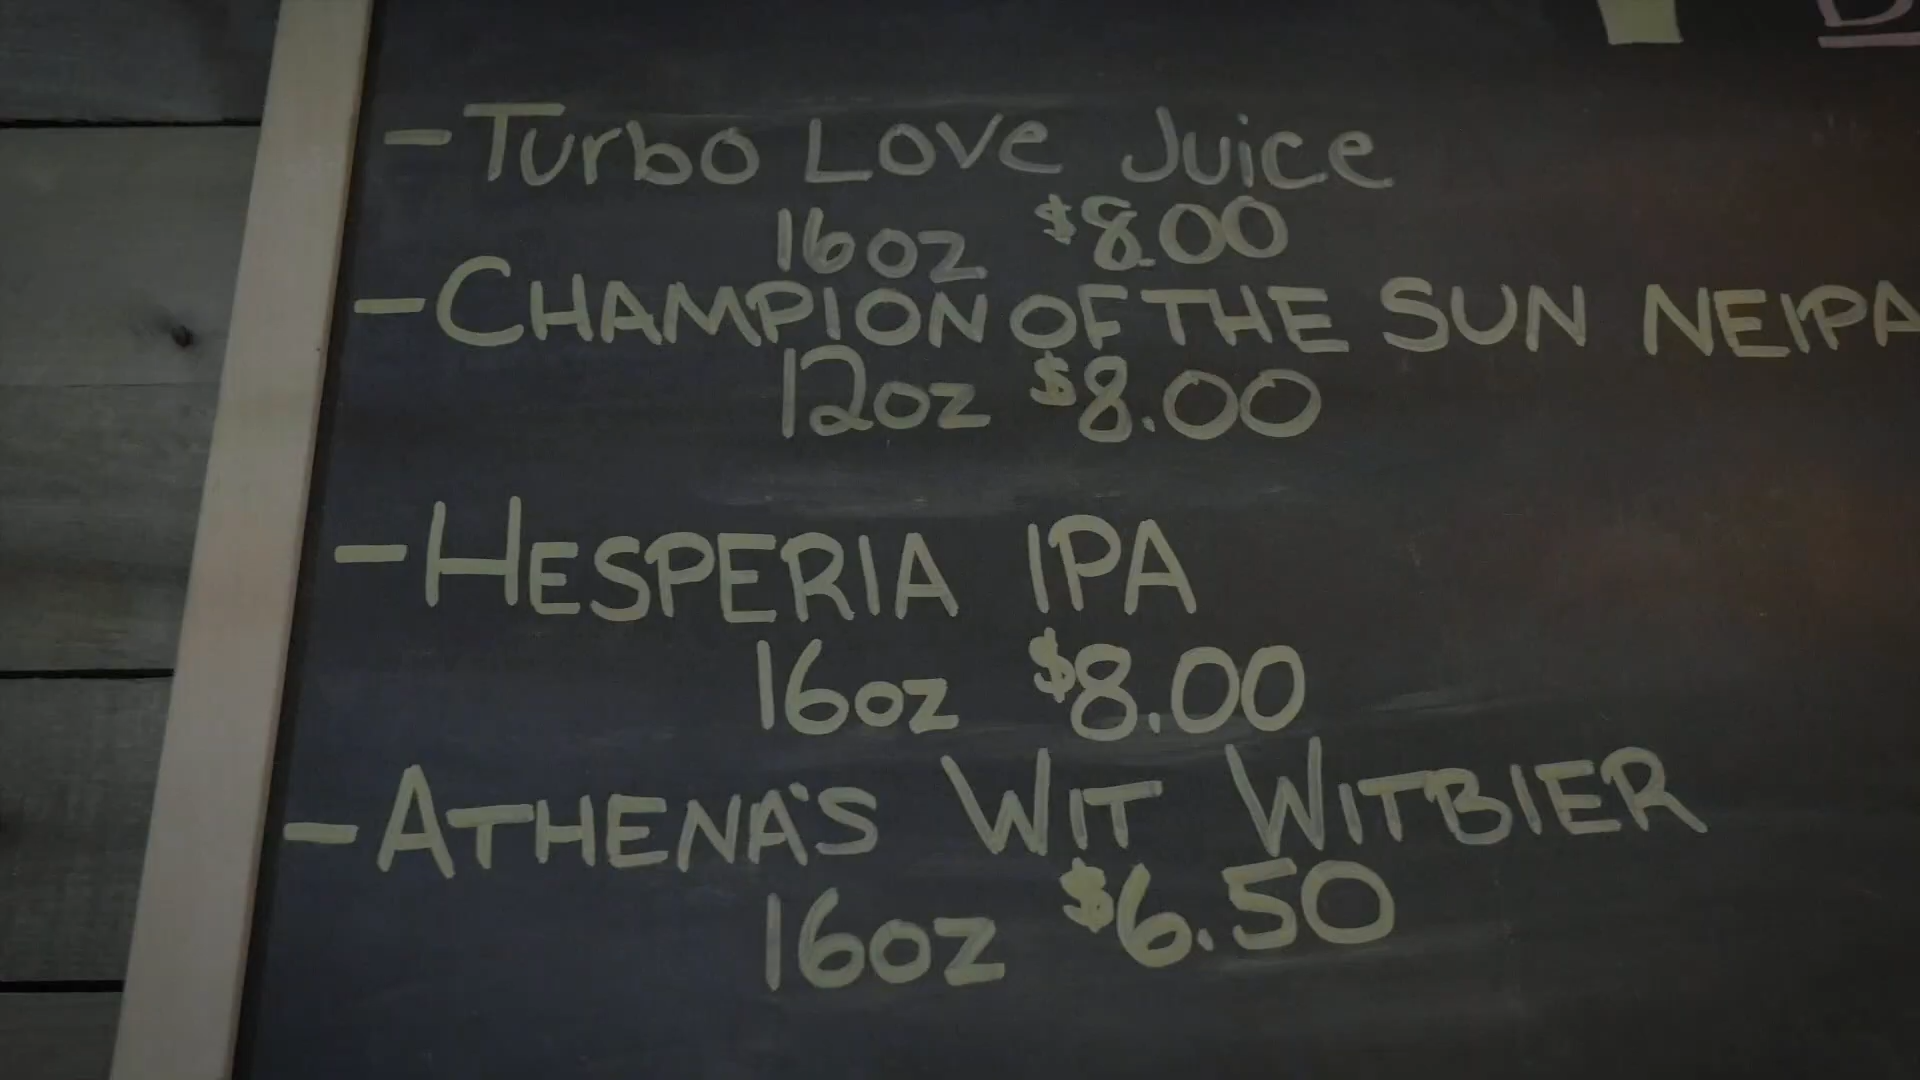 -Turbo Love Juice
16oz $8.00
-CHAMPION OF THE SUN NEIPA
12oz $8.00
-HESPERIA IPA
16oz $8.00
-ATHENA'S WIT WITBIER
16oz $6.50